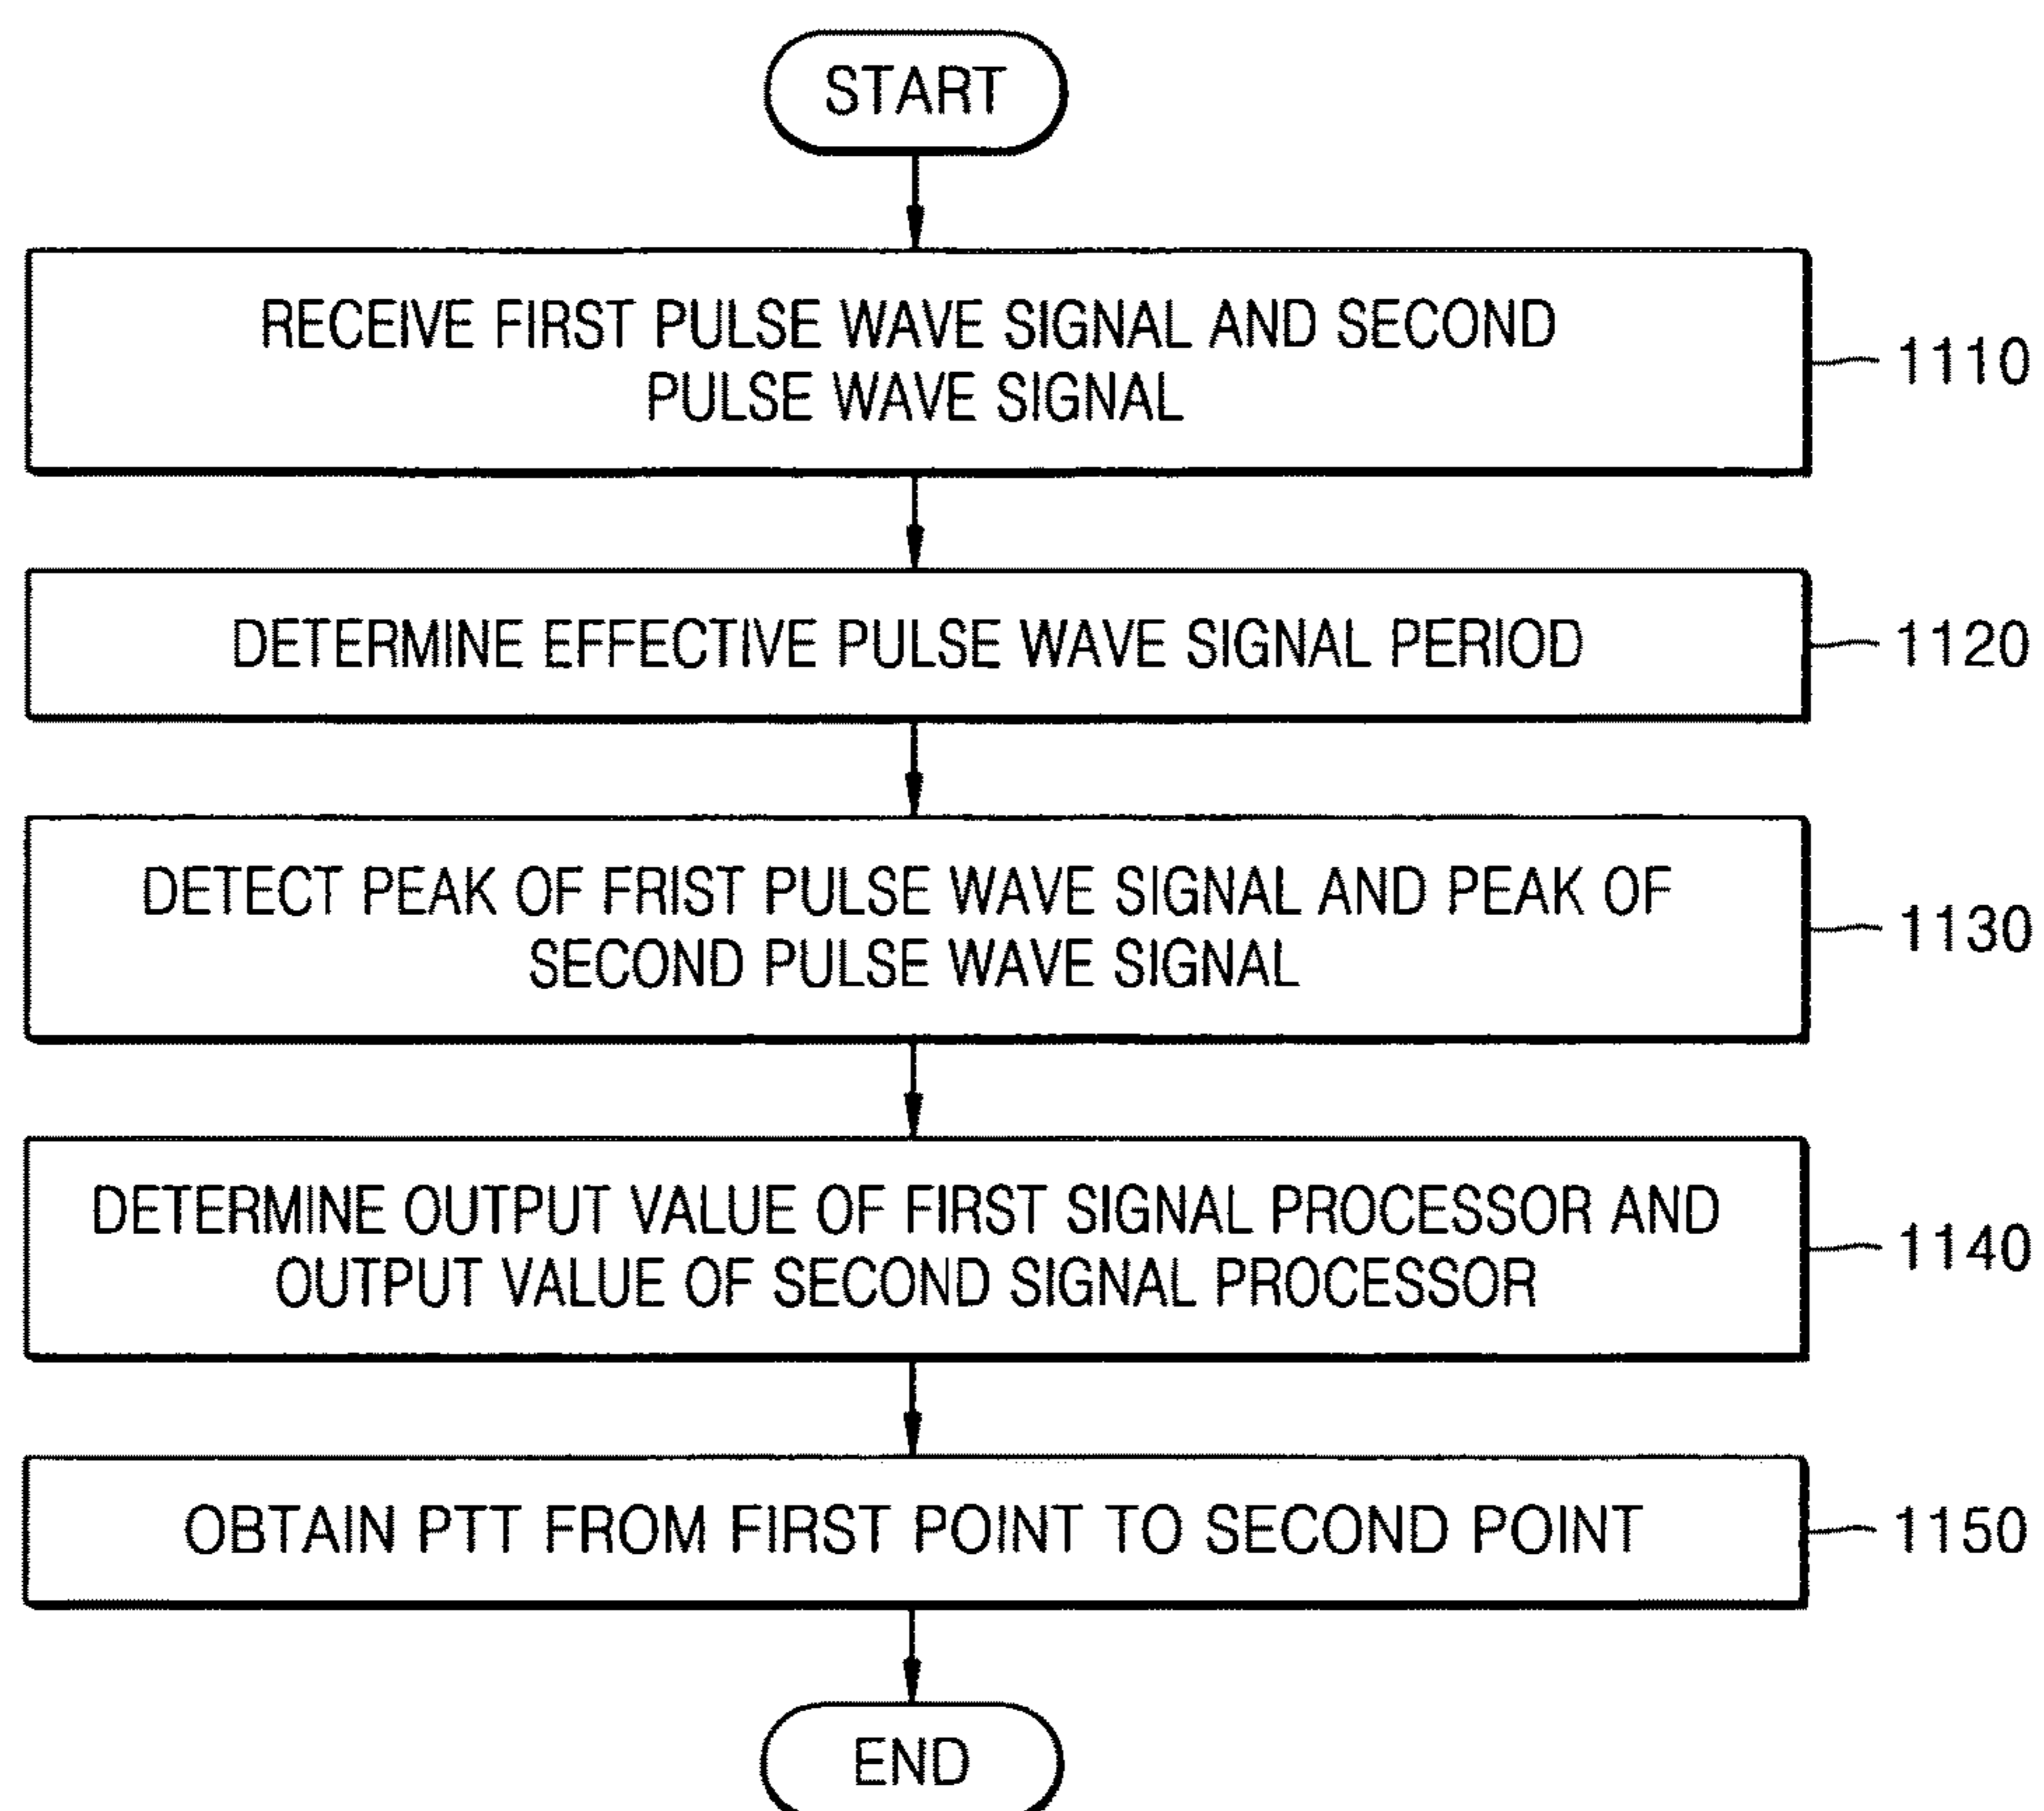 START
RECEIVE FIRST PULSE WAVE SIGNAL AND SECOND
PULSE WAVE SIGNAL
1110
DETERMINE EFFECTIVE PULSE WAVE SIGNAL PERIOD
1120
DETECT PEAK OF FRIST PULSE WAVE SIGNAL AND PEAK OF
SECOND PULSE WAVE SIGNAL
1130
DETERMINE OUTPUT VALUE OF FIRST SIGNAL PROCESSOR AND
OUTPUT VALUE OF SECOND SIGNAL PROCESSOR
1140
OBTAIN PTT FROM FIRST POINT TO SECOND POINT
1150
END